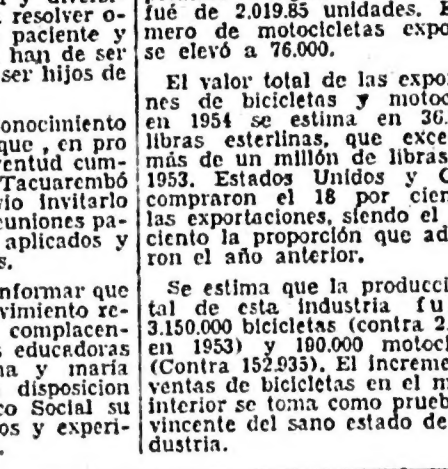 resolver o-
paciente y
han de ser
ser hijos de
onocimiento
que , en pro
ventud cum-
Tacuarembó
vio invitarlo
euniones pa-
aplicados y
s.
nformar que
vimiento re-
complacen-
s educadoras
na y maría
disposicion
co Social su
os y experi-
fué de 2.019.85 unidades. E
mero de motocicletas expo
se elevó a 76.000.
El valor total de las expor
nes de bicicletas y motoc
en 1954 se estima en 36.
libras esterlinas, que exce
más de un millón de libras
1953. Estados Unidos y C
compraron el 18 por cien
las exportaciones, siendo el
ciento la proporción que ad
ron el año anterior.
Se estima que la producci
tal de esta industria fu
3.150.000 bicicletas (contra 2.
en 1953) y 190.000 motoci
(Contra 152.935). El increme
ventas de bicicletas en el m
interior se toma como prueb
vincente del sano estado de
dustria.